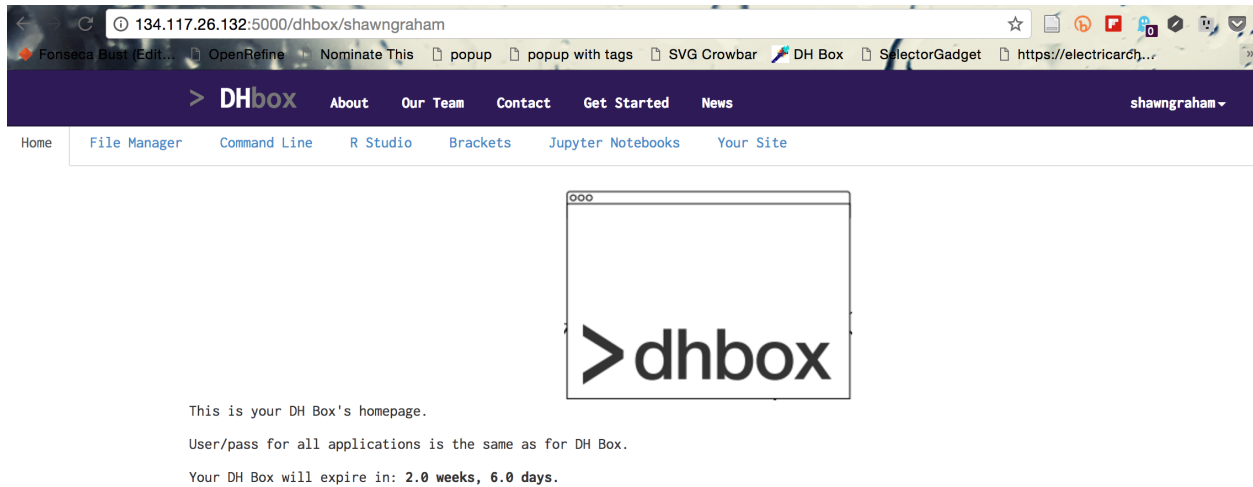 134.117.26.132:5000/dhbox/shawngraham
Fonseca Bust (Edit... OpenRefine Nominate This popup popup with tags SVG Crowbar DH Box SelectorGadget https://electricarch... »
> DHbox About Our Team Contact Get Started News shawngraham
Home File Manager Command Line R Studio Brackets Jupyter Notebooks Your Site
>dhbox
This is your DH Box's homepage.
User/pass for all applications is the same as for DH Box.
Your DH Box will expire in: 2.0 weeks, 6.0 days.